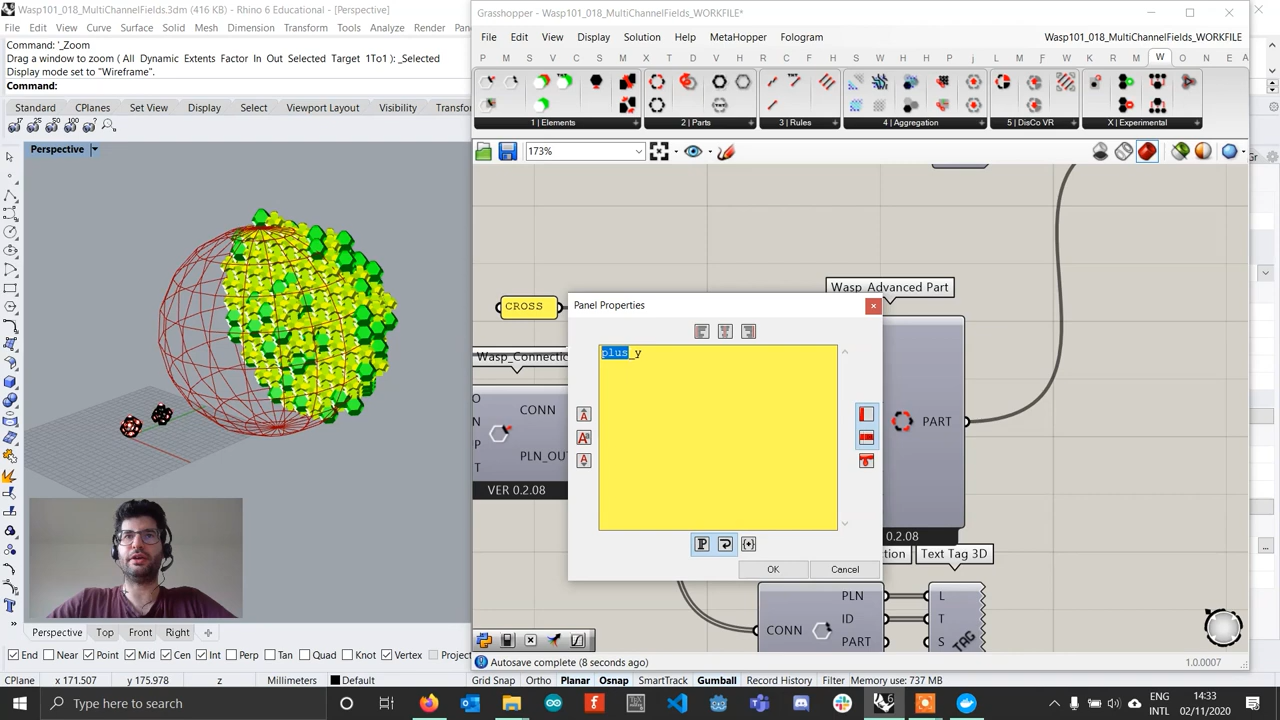 Wasp101_018_MultiChannelFields.3dm (416 KB) - Rhino 6 Educational - [Perspective]
File Edit View Curve Surface Solid Mesh Dimension Transform Tools Analyze Render
Command: '_Zoom
Drag a window to zoom ( All Dynamic Extents Factor In Out Selected Target 1To1 ): _Selected
Display mode set to "Wireframe".
Command:
Standard CPlanes Set View Display Select Viewport Layout Visibility Transfor
Perspective
Grasshopper - Wasp101_018_MultiChannelFields_WORKFILE*
File Edit View Display Solution Help MetaHopper Fologram
Wasp101_018_MultiChannelFields_WORKFILE
1 | Elements 2 | Parts 3 | Rules 4 | Aggregation 5 | DisCo VR X | Experimental
173%
Wasp_Advanced Part
CROSS
Wasp_Connectic
CONN
PLN_OUT
VER 0.2.08
Panel Properties
plus_y
OK Cancel
PART
0.2.08
ction
Text Tag 3D
CONN
PLN
ID
PART
L
T
S
TAG
Autosave complete (8 seconds ago)
1.0.0007
Perspective Top Front Right
End Near Point Mid Cen Int Perp Tan Quad Knot Vertex Project
CPlane x 171.507 y 175.978 z Millimeters Default Grid Snap Ortho Planar Osnap SmartTrack Gumball Record History Filter Memory use: 737 MB
Type here to search
ENG
INTL
14:33
02/11/2020